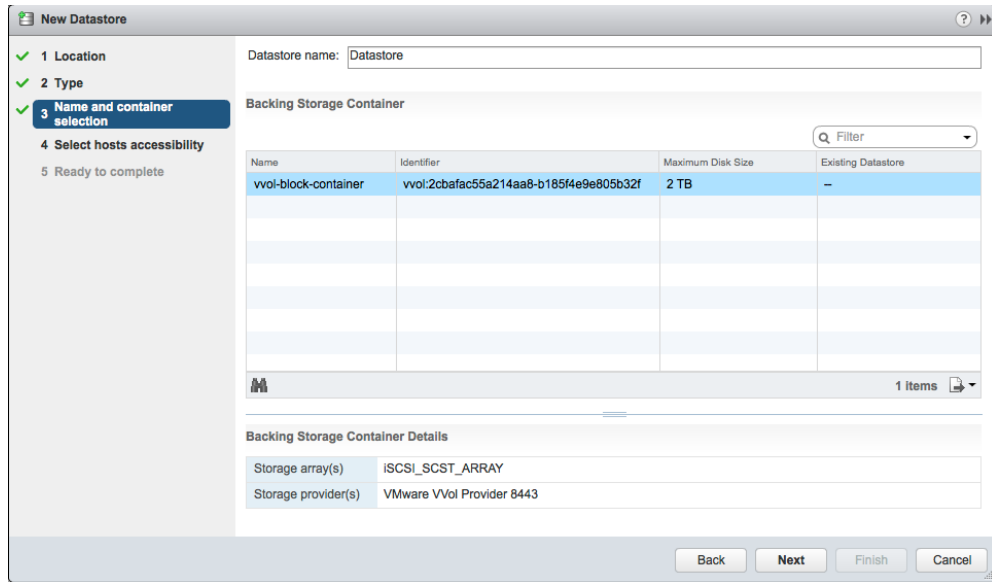 New Datastore
1 Location
2 Type
3 Name and container
selection
4 Select hosts accessibility
5 Ready to complete
Datastore name: Datastore
Backing Storage Container
Filter
Name Identifier Maximum Disk Size Existing Datastore
vvol-block-container vvol:2cbafac55a214aa8-b185f4e9e805b32f 2 TB --
1 items
Backing Storage Container Details
Storage array(s) iSCSI_SCST_ARRAY
Storage provider(s) VMware VVol Provider 8443
Back Next Finish Cancel